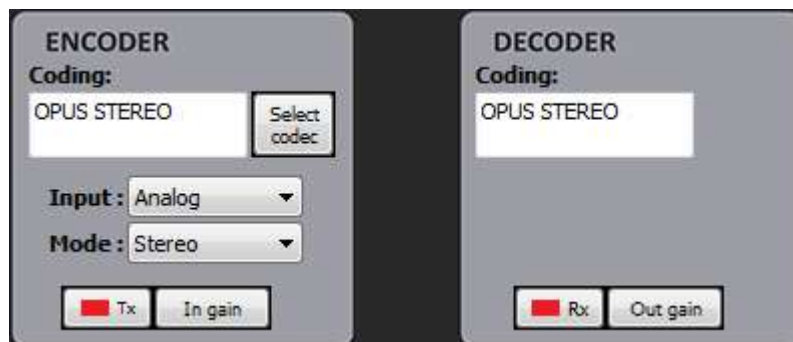 ENCODER
Coding:
OPUS STEREO
Select
codec
Input : Analog
Mode : Stereo
Tx
In gain
DECODER
Coding:
OPUS STEREO
Rx
Out gain